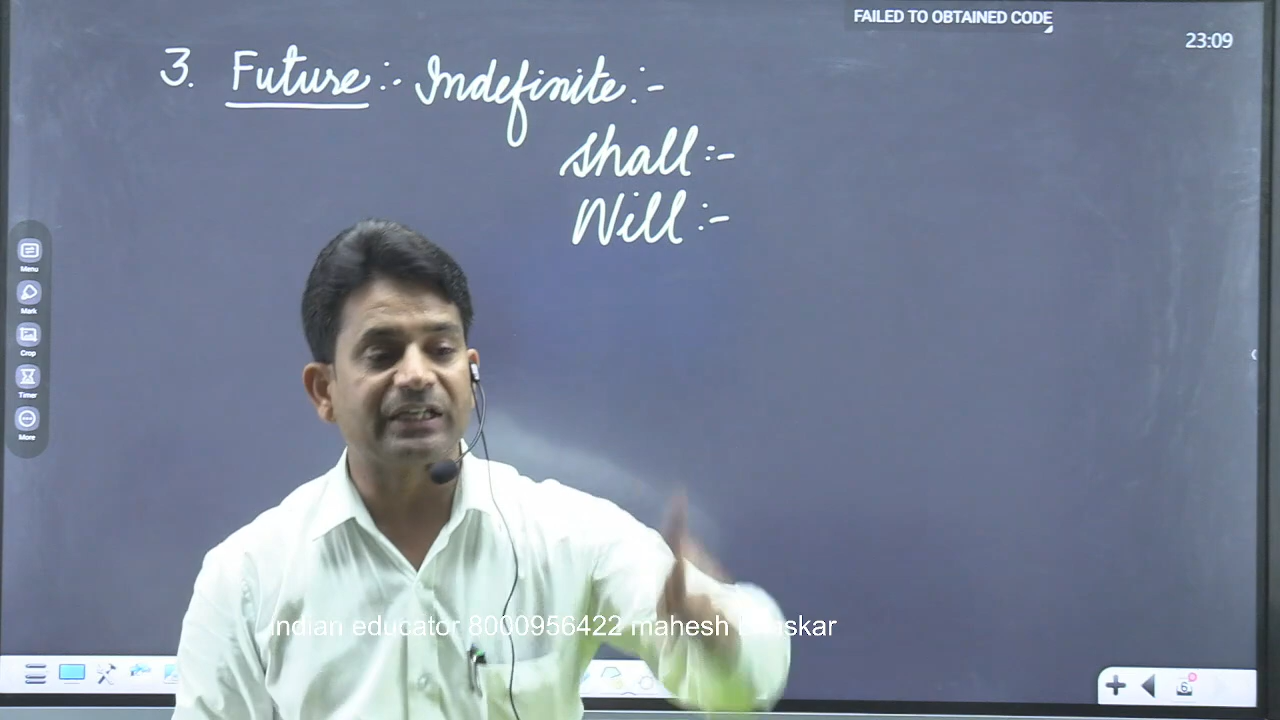 FAILED TO OBTAINED CODE
23:09
3. Future :- Indefinite :-
Shall :-
Will :-
Menu
Mark
Crop
Timer
More
indian educator 8000956422 mahesh